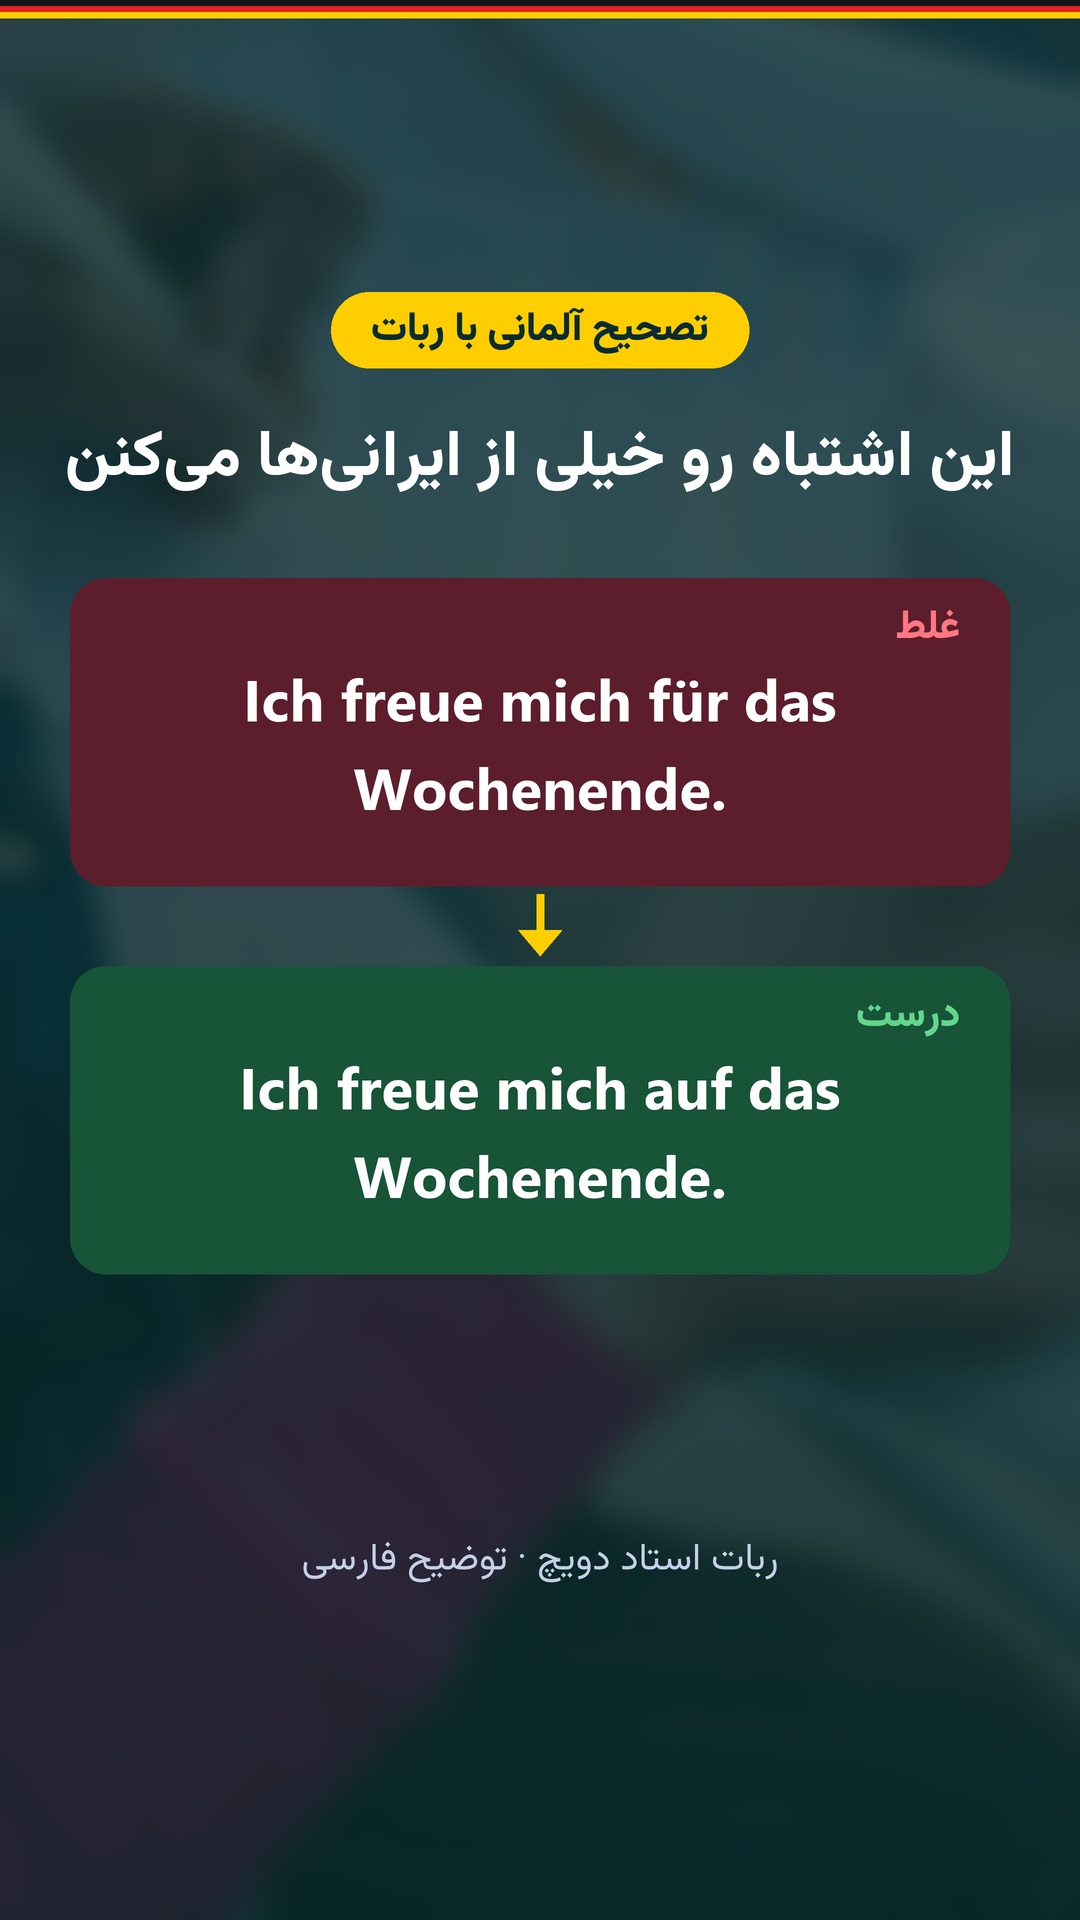 تصحیح آلمانی با ربات
این اشتباه رو خیلی از ایرانی‌ها می‌کنن
غلط
Ich freue mich für das
Wochenende.
درست
Ich freue mich auf das
Wochenende.
ربات استاد دویچ · توضیح فارسی